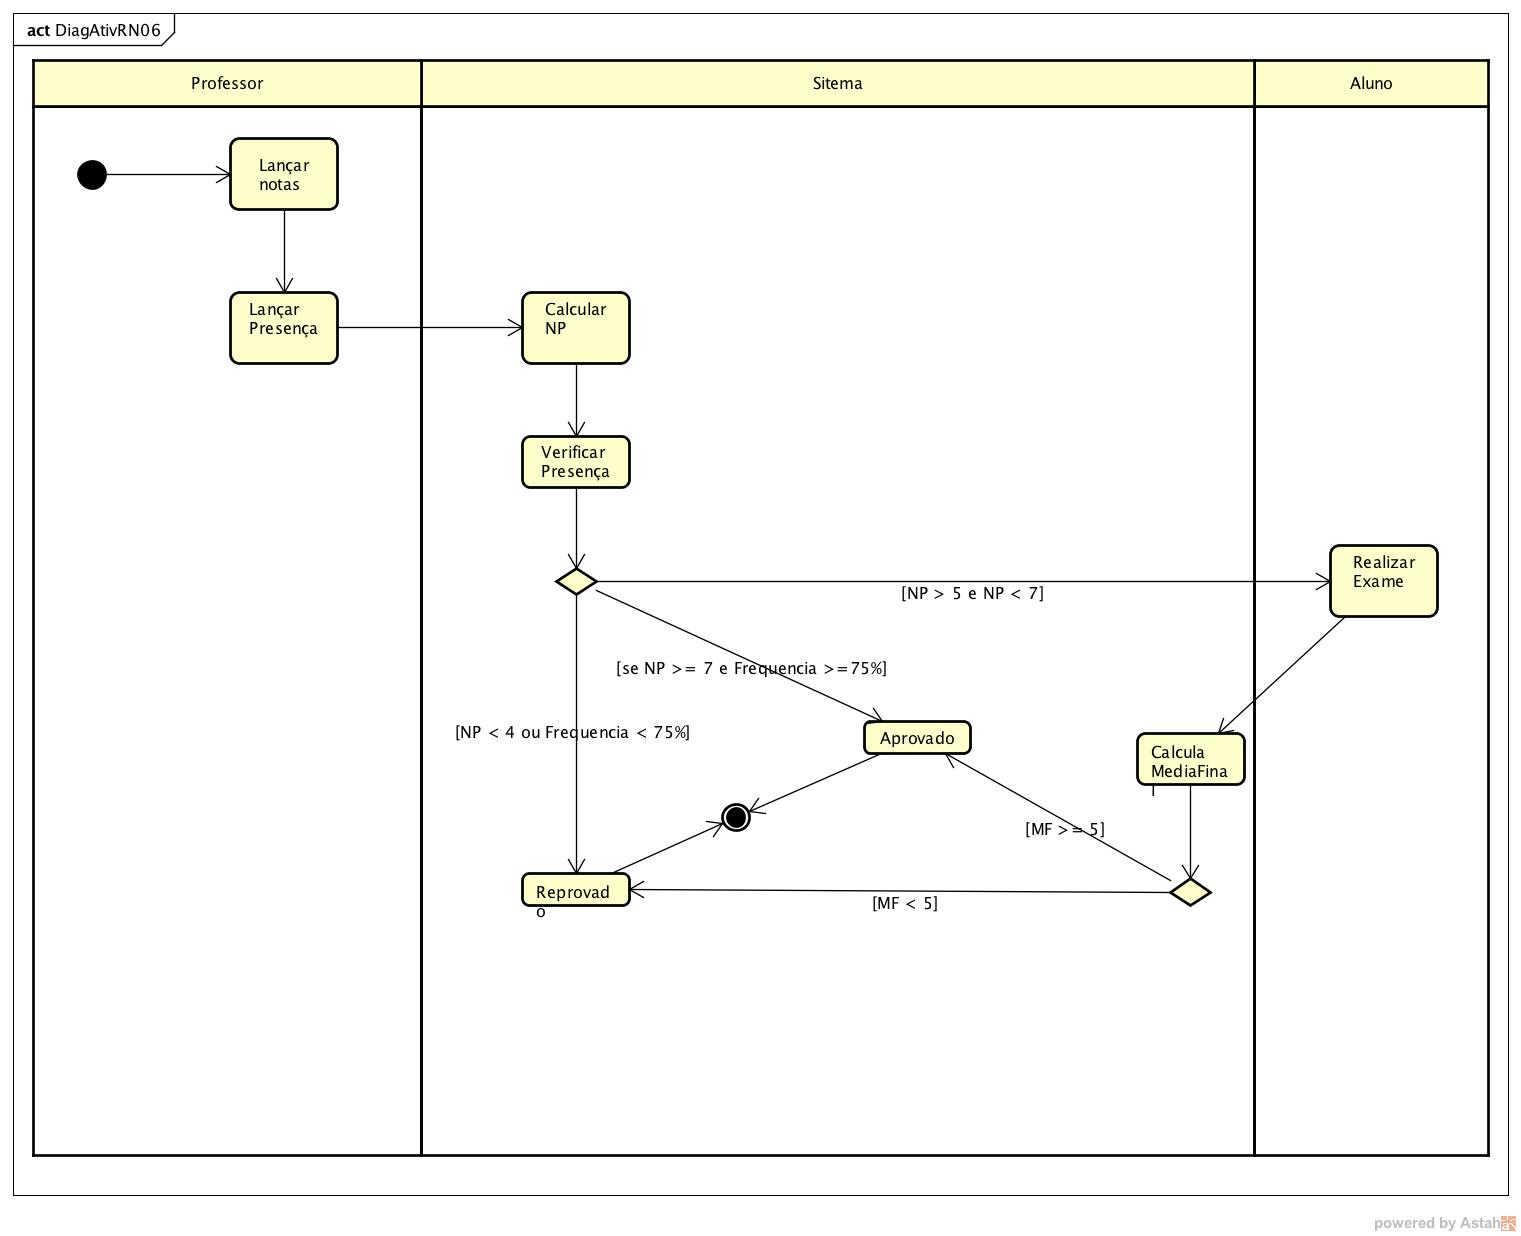 act DiagAtivRN06
Professor
Sitema
Aluno
Lançar
notas
Lançar
Presença
Calcular
NP
Verificar
Presença
Realizar
Exame
[NP > 5 e NP < 7]
[se NP >= 7 e Frequencia >=75%]
[NP < 4 ou Frequencia < 75%]
Aprovado
Calcula
MediaFina
l
[MF >= 5]
Reprovad
o
[MF < 5]
powered by Astah